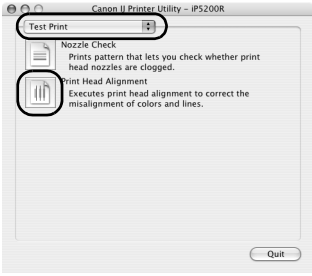 Canon IJ Printer Utility – iP5200R
Test Print
Nozzle Check
Prints pattern that lets you check whether print
head nozzles are clogged.
Print Head Alignment
Executes print head alignment to correct the
misalignment of colors and lines.
Quit